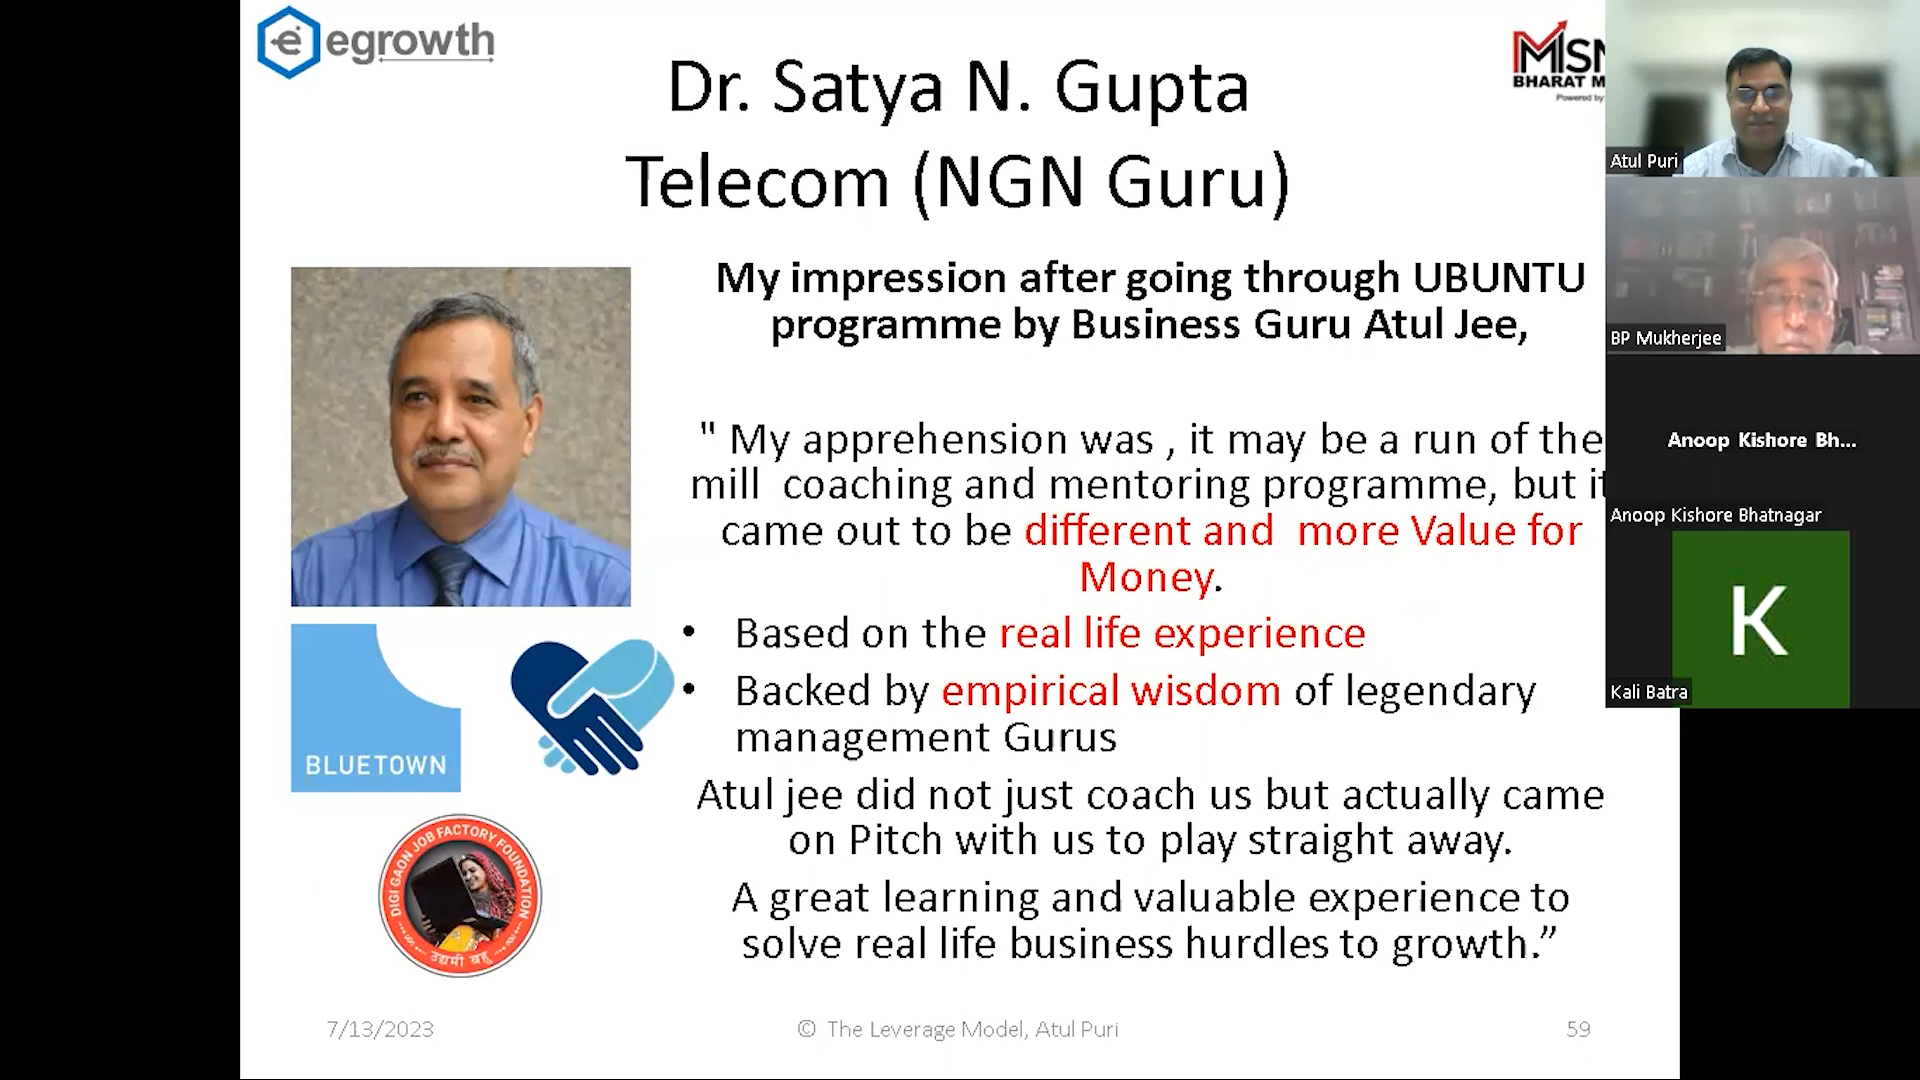 egrowth
Dr. Satya N. Gupta
Telecom (NGN Guru)
BHARAT M
Powered by
My impression after going through UBUNTU
programme by Business Guru Atul Jee,
" My apprehension was , it may be a run of the
mill  coaching and mentoring programme, but it
came out to be different and  more Value for
Money.
• Based on the real life experience
• Backed by empirical wisdom of legendary
management Gurus
Atul jee did not just coach us but actually came
on Pitch with us to play straight away.
A great learning and valuable experience to
solve real life business hurdles to growth.”
BLUETOWN
DIGI GAON JOB FACTORY FOUNDATION
उद्यमी बहु
7/13/2023
© The Leverage Model, Atul Puri
59
Atul Puri
BP Mukherjee
Anoop Kishore Bh...
Anoop Kishore Bhatnagar
K
Kali Batra